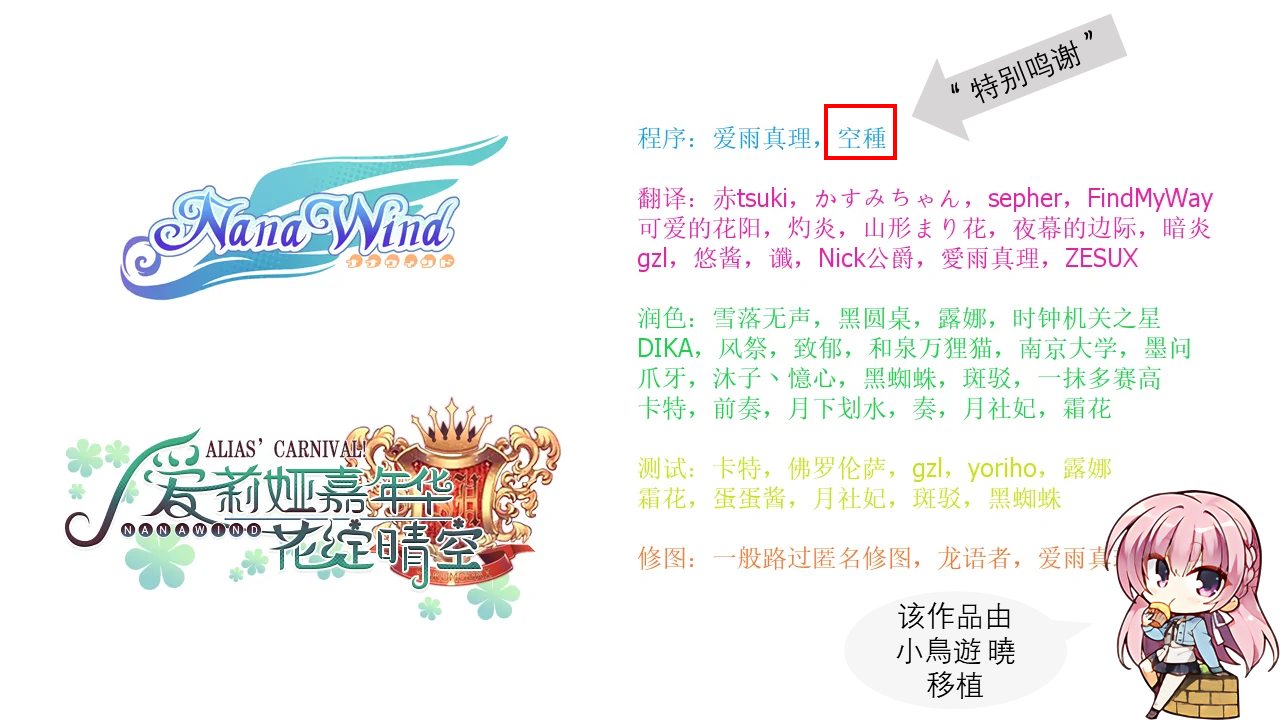 “特别鸣谢”
程序：爱雨真理，空種
翻译：赤tsuki，かすみちゃん，sepher，FindMyWay
可爱的花阳，灼炎，山形まり花，夜幕的边际，暗炎
gzl，悠酱，谶，Nick公爵，愛雨真理，ZESUX
润色：雪落无声，黑圆桌，露娜，时钟机关之星
DIKA，风祭，致郁，和泉万狸猫，南京大学，墨问
爪牙，沐子丶憶心，黑蜘蛛，斑驳，一抹多赛高
卡特，前奏，月下划水，奏，月社妃，霜花
测试：卡特，佛罗伦萨，gzl，yoriho，露娜
霜花，蛋蛋酱，月社妃，斑驳，黑蜘蛛
修图：一般路过匿名修图，龙语者，爱雨真
该作品由
小鳥遊 曉
移植
Nana Wind
ナナウィンド
ALIAS’ CARNIVAL!
爱莉娅嘉年华
NANAWIND
花绽晴空